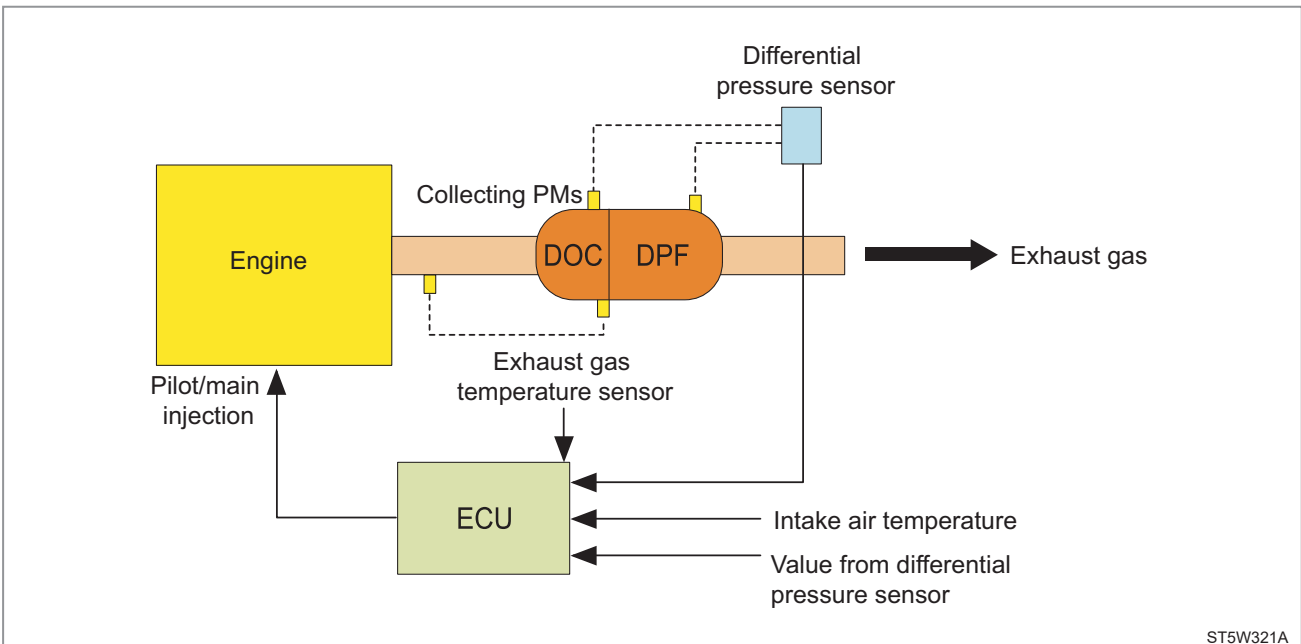 Differential
pressure sensor
Collecting PMs
Engine
DOC
DPF
Exhaust gas
Exhaust gas
temperature sensor
Pilot/main
injection
ECU
Intake air temperature
Value from differential
pressure sensor
ST5W321A